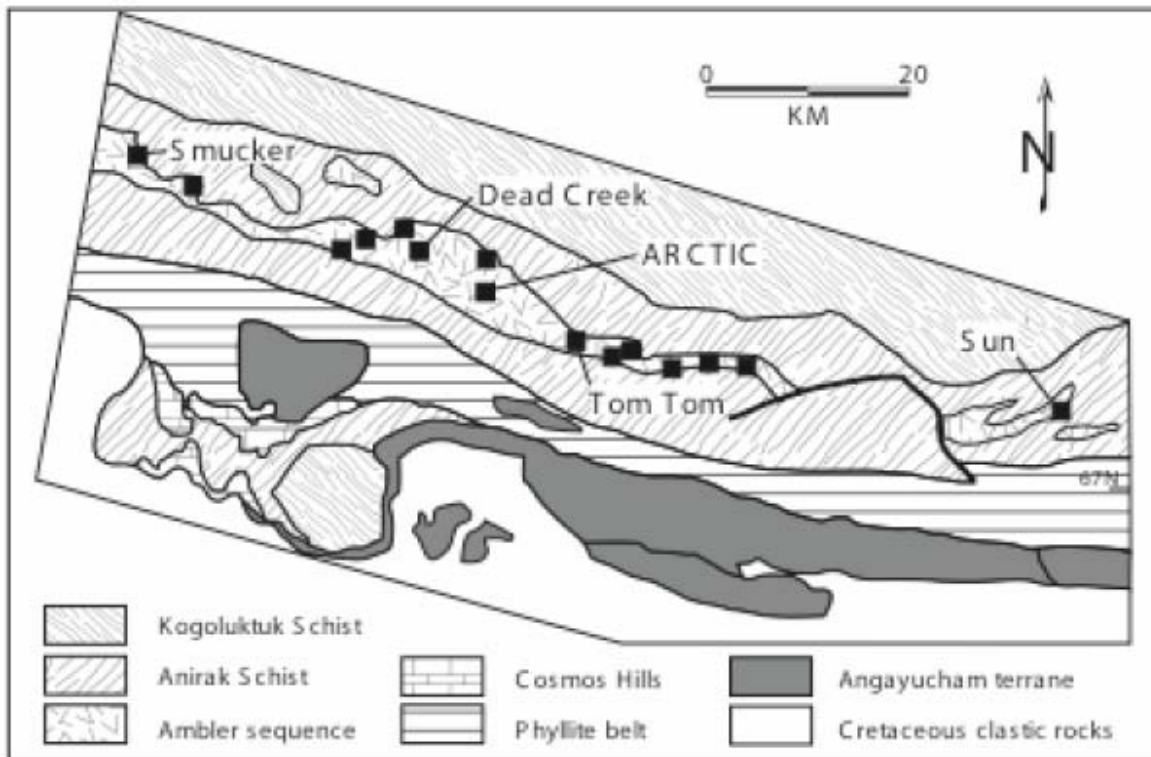 0 20
KM
N
Smucker
Dead Creek
ARCTIC
Sun
Tom Tom
67N
Kogoluktuk Schist
Anirak Schist
Cosmos Hills
Angayucham terrane
Ambler sequence
Phyllite belt
Cretaceous clastic rocks